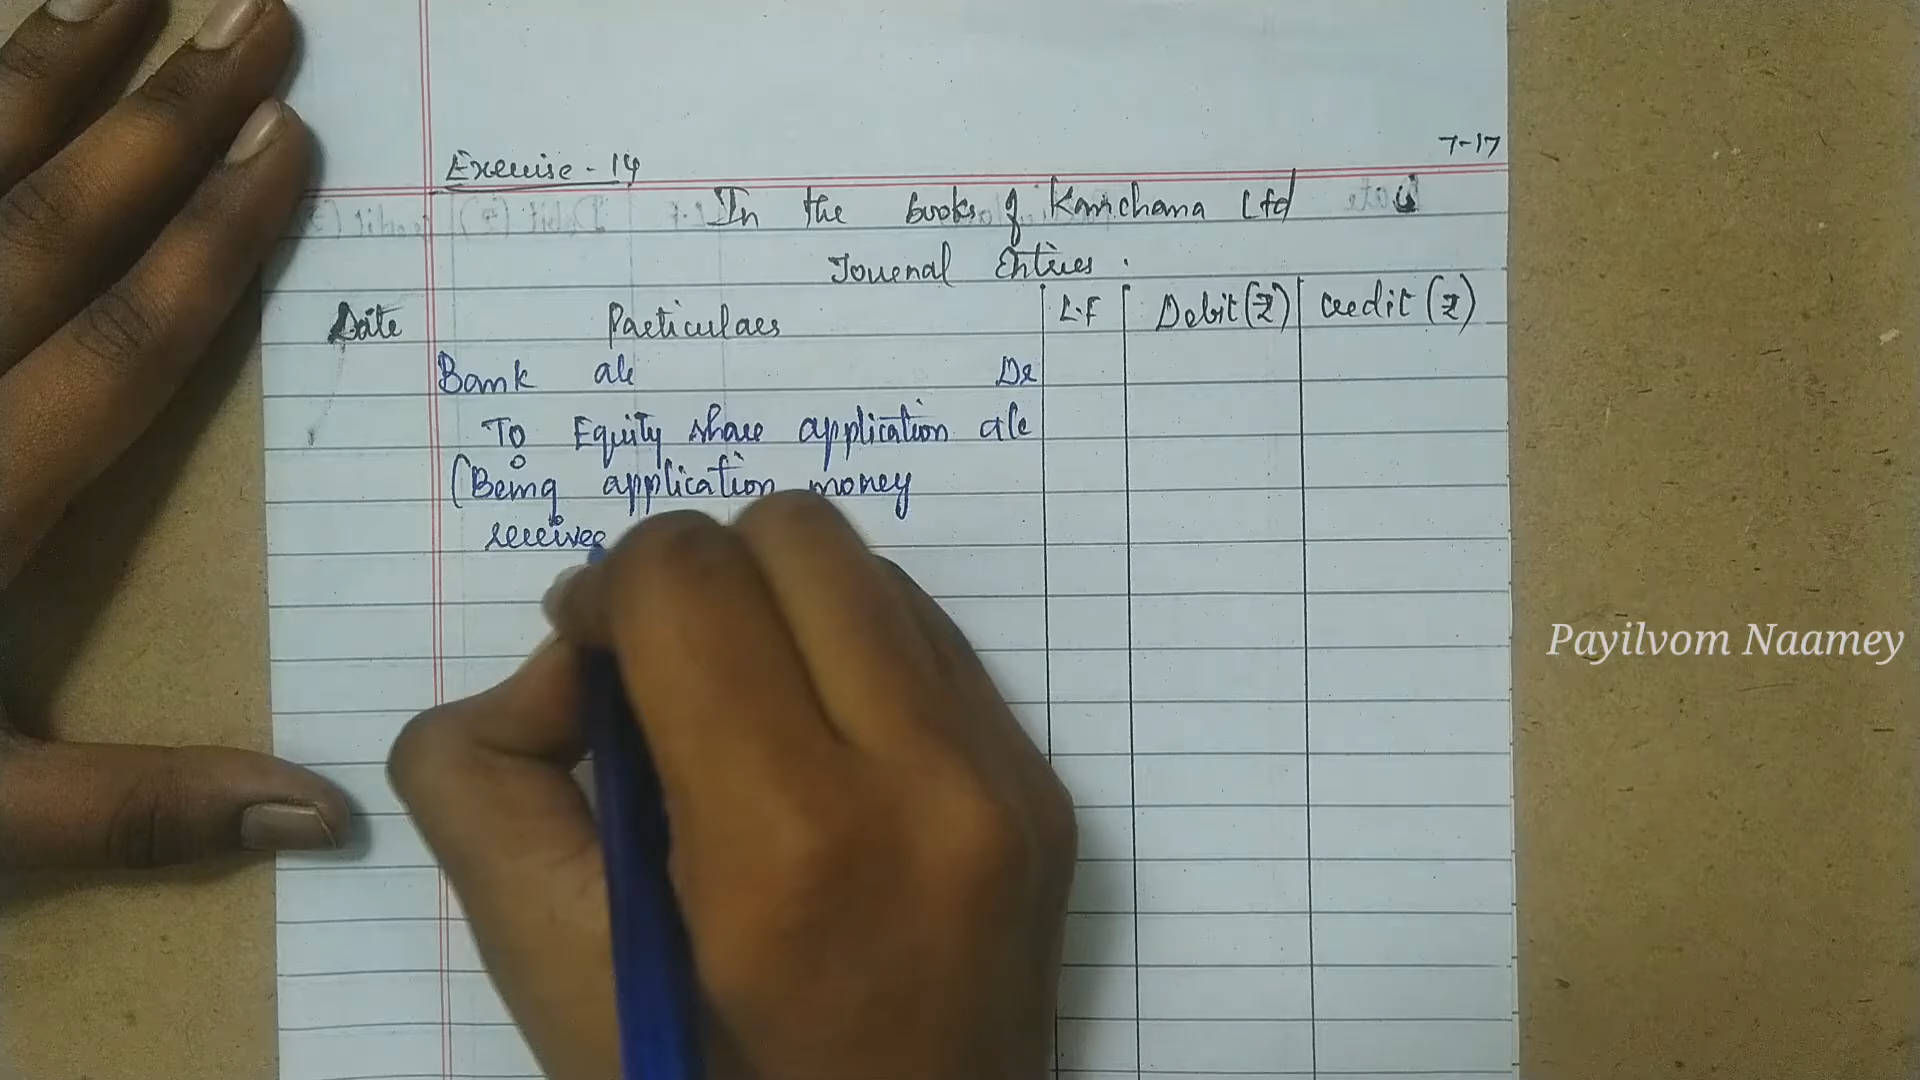 7-17
Exercise - 14
In the books of Kanchana Ltd
Journal Entries.
Date Particulars L.F Debit (₹) credit (₹)
Bank a/c Dr
To Equity share application a/c
(Being application money
receive
Payilvom Naamey